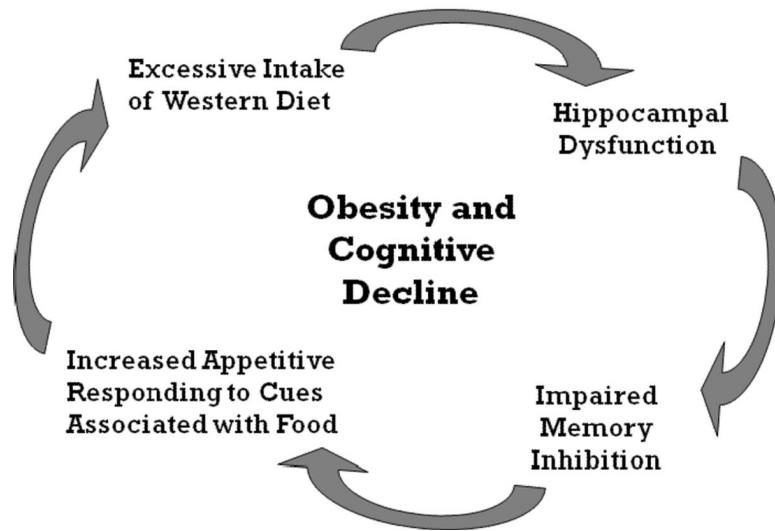 Excessive Intake
of Western Diet
Hippocampal
Dysfunction
Obesity and
Cognitive
Decline
Impaired
Memory
Inhibition
Increased Appetitive
Responding to Cues
Associated with Food